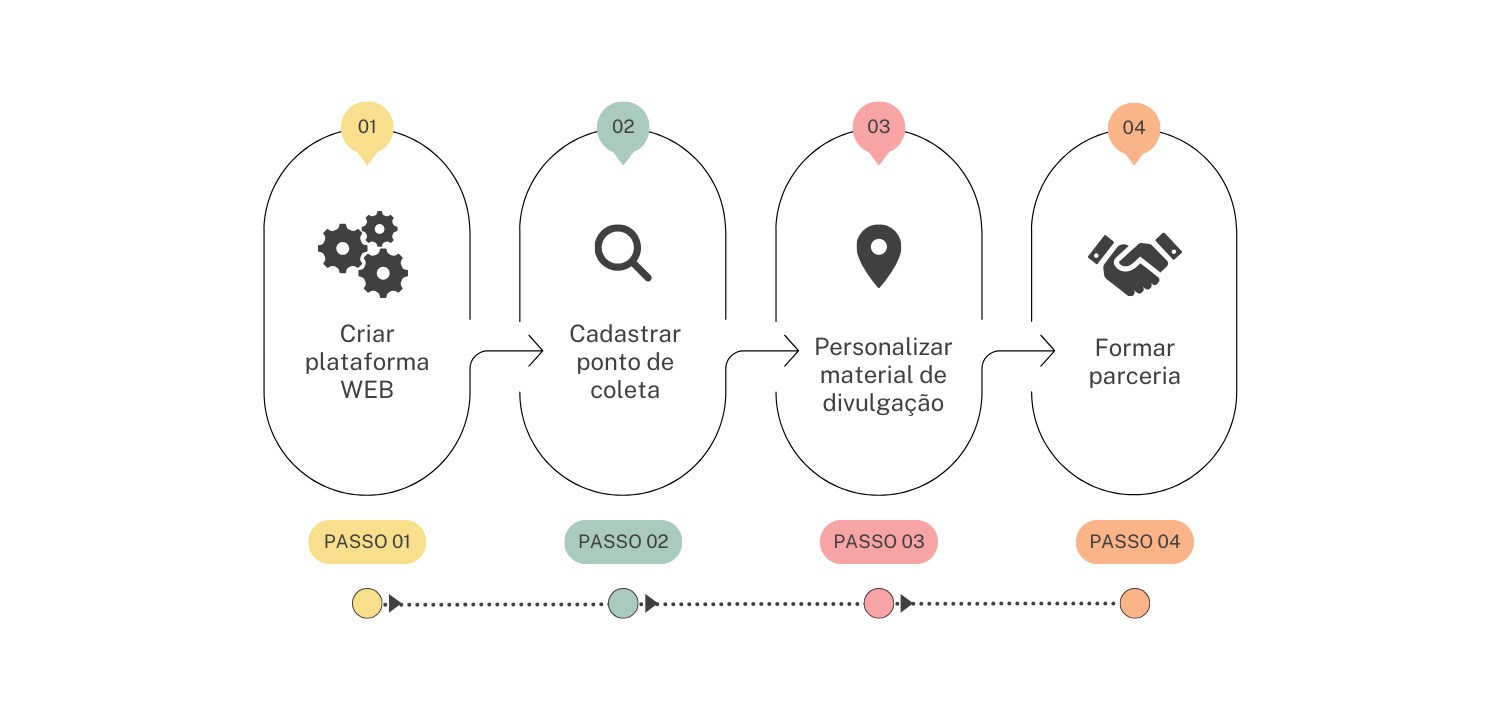 01
02
03
04
Criar
plataforma
WEB
Cadastrar
ponto de
coleta
Personalizar
material de
divulgação
Formar
parceria
PASSO 01
PASSO 02
PASSO 03
PASSO 04